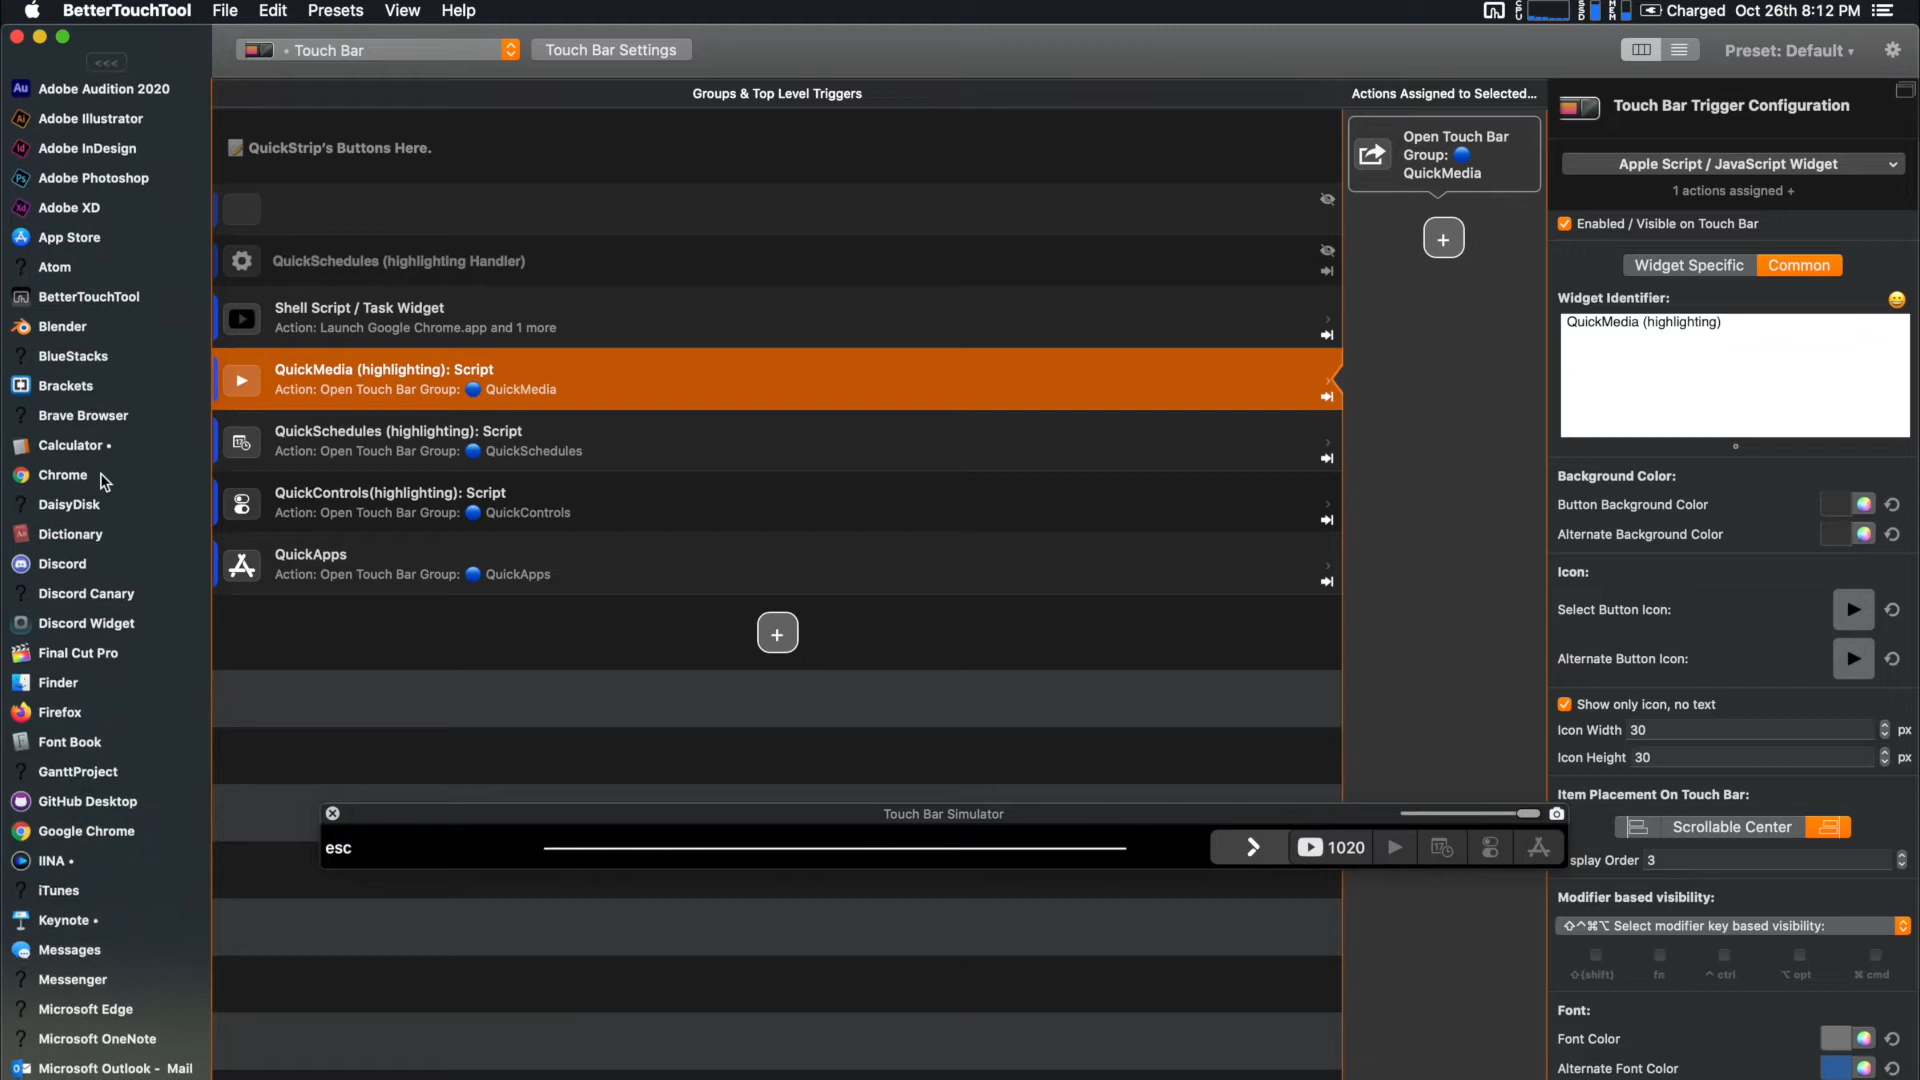 BetterTouchTool File Edit Presets View Help
CPU SSD MEM Charged Oct 26th 8:12 PM
Touch Bar Touch Bar Settings Preset: Default
<<<
Adobe Audition 2020
Adobe Illustrator
Adobe InDesign
Adobe Photoshop
Adobe XD
App Store
Atom
BetterTouchTool
Blender
BlueStacks
Brackets
Brave Browser
Calculator •
Chrome
DaisyDisk
Dictionary
Discord
Discord Canary
Discord Widget
Final Cut Pro
Finder
Firefox
Font Book
GanttProject
GitHub Desktop
Google Chrome
IINA •
iTunes
Keynote •
Messages
Messenger
Microsoft Edge
Microsoft OneNote
Microsoft Outlook - Mail
Groups & Top Level Triggers
QuickStrip's Buttons Here.
QuickSchedules (highlighting Handler)
Shell Script / Task Widget
Action: Launch Google Chrome.app and 1 more
QuickMedia (highlighting): Script
Action: Open Touch Bar Group: 🔵 QuickMedia
QuickSchedules (highlighting): Script
Action: Open Touch Bar Group: 🔵 QuickSchedules
QuickControls(highlighting): Script
Action: Open Touch Bar Group: 🔵 QuickControls
QuickApps
Action: Open Touch Bar Group: 🔵 QuickApps
+
Actions Assigned to Selected...
Open Touch Bar
Group: 🔵
QuickMedia
+
Touch Bar Simulator
esc 1020
Touch Bar Trigger Configuration
Apple Script / JavaScript Widget
1 actions assigned +
Enabled / Visible on Touch Bar
Widget Specific Common
Widget Identifier:
QuickMedia (highlighting)
Background Color:
Button Background Color
Alternate Background Color
Icon:
Select Button Icon:
Alternate Button Icon:
Show only icon, no text
Icon Width 30 px
Icon Height 30 px
Item Placement On Touch Bar:
Scrollable Center
splay Order 3
Modifier based visibility:
⇧^⌘⌥ Select modifier key based visibility:
⇧(shift) fn ^ ctrl ⌥ opt ⌘ cmd
Font:
Font Color
Alternate Font Color